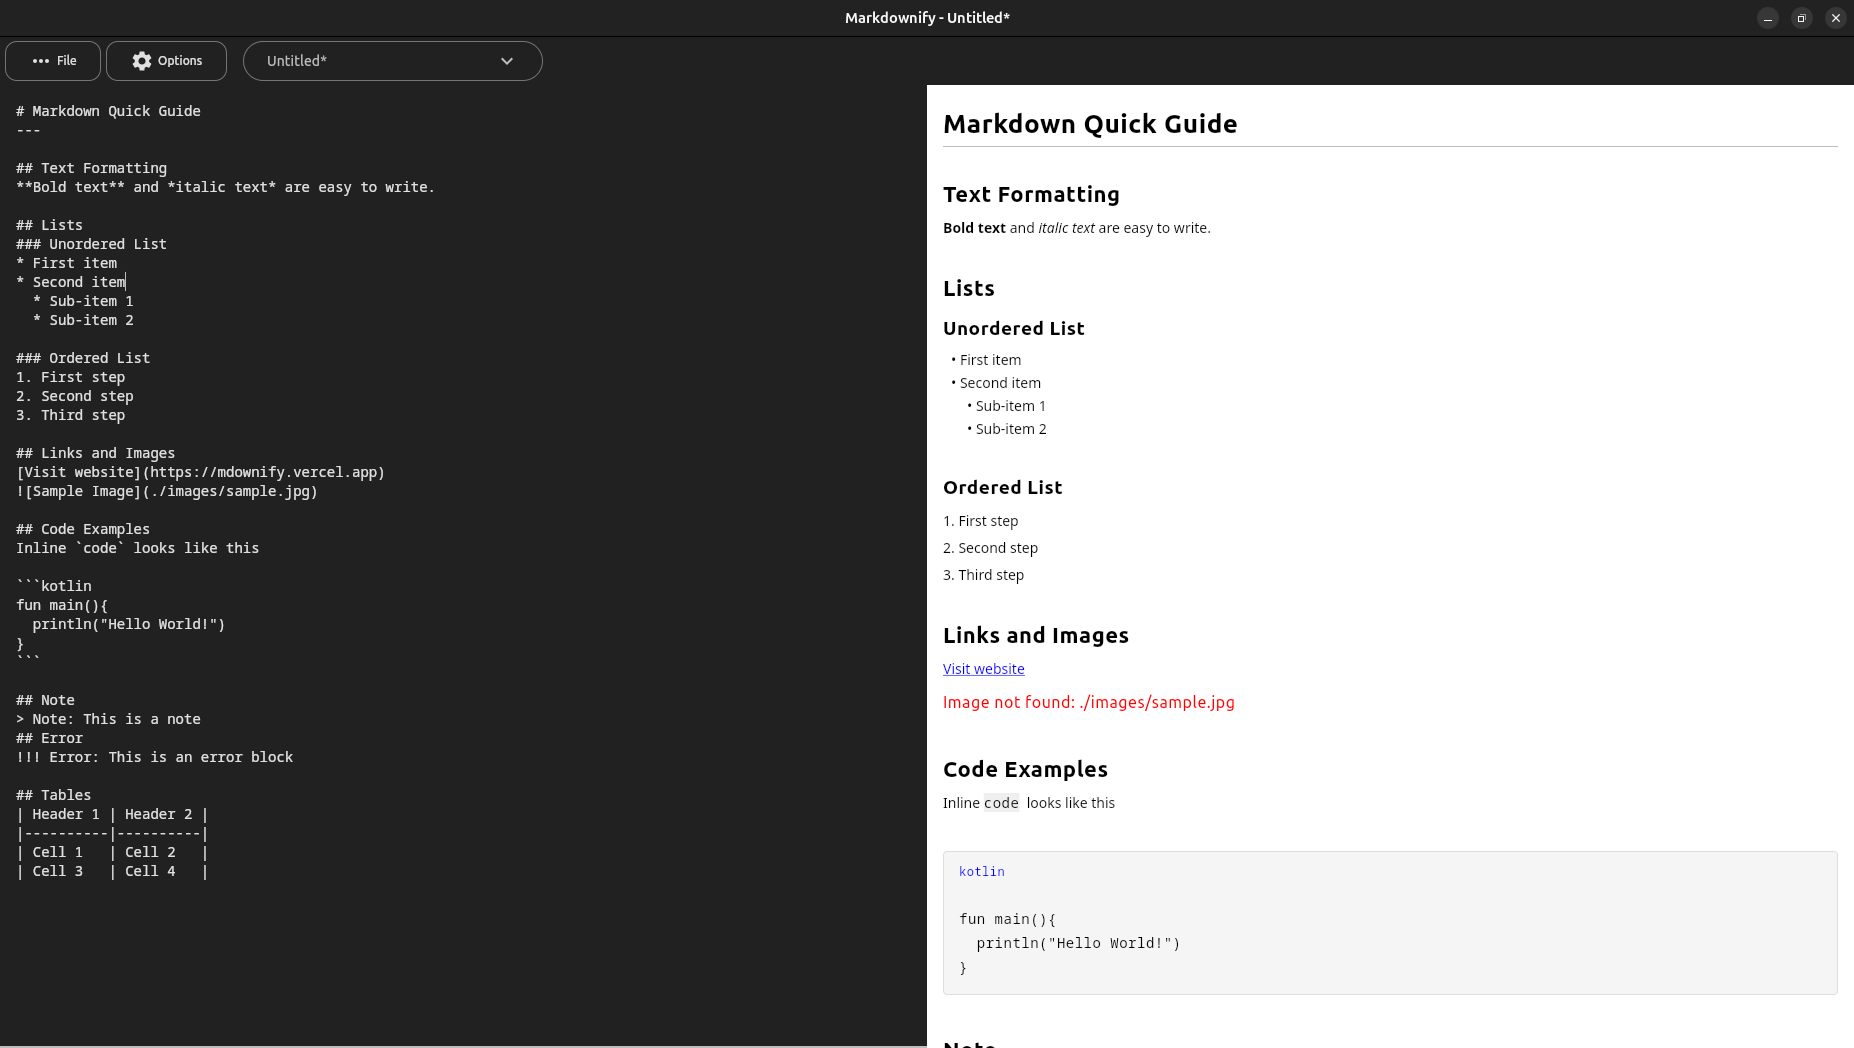 Markdownify - Untitled*
File
Options
Untitled*
# Markdown Quick Guide
---
## Text Formatting
**Bold text** and *italic text* are easy to write.
## Lists
### Unordered List
* First item
* Second item
  * Sub-item 1
  * Sub-item 2
### Ordered List
1. First step
2. Second step
3. Third step
## Links and Images
[Visit website](https://mdownify.vercel.app)
![Sample Image](./images/sample.jpg)
## Code Examples
Inline `code` looks like this
```kotlin
fun main(){
  println("Hello World!")
}
```
## Note
> Note: This is a note
## Error
!!! Error: This is an error block
## Tables
| Header 1 | Header 2 |
|----------|----------|
| Cell 1   | Cell 2   |
| Cell 3   | Cell 4   |
Markdown Quick Guide
Text Formatting
Bold text and italic text are easy to write.
Lists
Unordered List
• First item
• Second item
• Sub-item 1
• Sub-item 2
Ordered List
1. First step
2. Second step
3. Third step
Links and Images
Visit website
Image not found: ./images/sample.jpg
Code Examples
Inline code looks like this
kotlin
fun main(){
  println("Hello World!")
}
Note